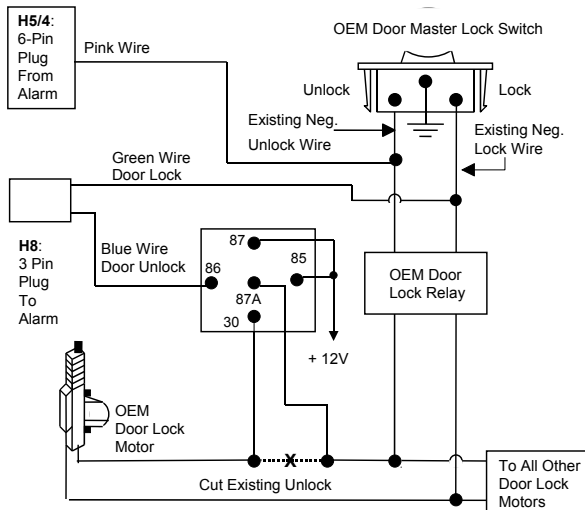 H5/4:
6-Pin
Plug
From
Alarm
Pink Wire
OEM Door Master Lock Switch
Unlock
Lock
Existing Neg.
Unlock Wire
Existing Neg.
Lock Wire
Green Wire
Door Lock
H8:
3 Pin
Plug
To
Alarm
Blue Wire
Door Unlock
87
86
85
87A
30
+ 12V
OEM Door
Lock Relay
OEM
Door Lock
Motor
X
Cut Existing Unlock
To All Other
Door Lock
Motors